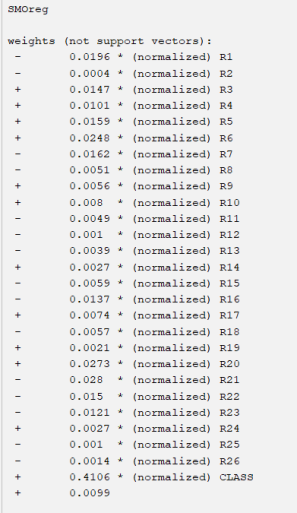 SMOreg
weights (not support vectors):
- 0.0196 * (normalized) R1
- 0.0004 * (normalized) R2
+ 0.0147 * (normalized) R3
+ 0.0101 * (normalized) R4
+ 0.0159 * (normalized) R5
+ 0.0248 * (normalized) R6
- 0.0162 * (normalized) R7
- 0.0051 * (normalized) R8
+ 0.0056 * (normalized) R9
+ 0.008 * (normalized) R10
- 0.0049 * (normalized) R11
- 0.001 * (normalized) R12
- 0.0039 * (normalized) R13
+ 0.0027 * (normalized) R14
- 0.0059 * (normalized) R15
- 0.0137 * (normalized) R16
+ 0.0074 * (normalized) R17
- 0.0057 * (normalized) R18
+ 0.0021 * (normalized) R19
+ 0.0273 * (normalized) R20
- 0.028 * (normalized) R21
- 0.015 * (normalized) R22
- 0.0121 * (normalized) R23
+ 0.0027 * (normalized) R24
- 0.001 * (normalized) R25
- 0.0014 * (normalized) R26
+ 0.4106 * (normalized) CLASS
+ 0.0099